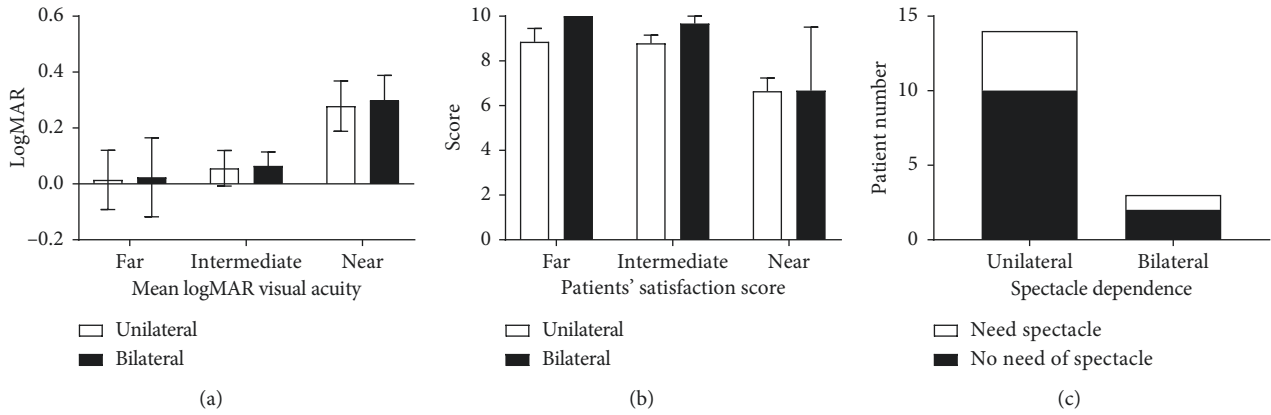 LogMAR
0.6
0.4
0.2
0.0
–0.2
Far Intermediate Near
Mean logMAR visual acuity
Unilateral
Bilateral
(a)
Score
10
8
6
4
2
0
Far Intermediate Near
Patients’ satisfaction score
Unilateral
Bilateral
(b)
Patient number
15
10
5
0
Unilateral Bilateral
Spectacle dependence
Need spectacle
No need of spectacle
(c)